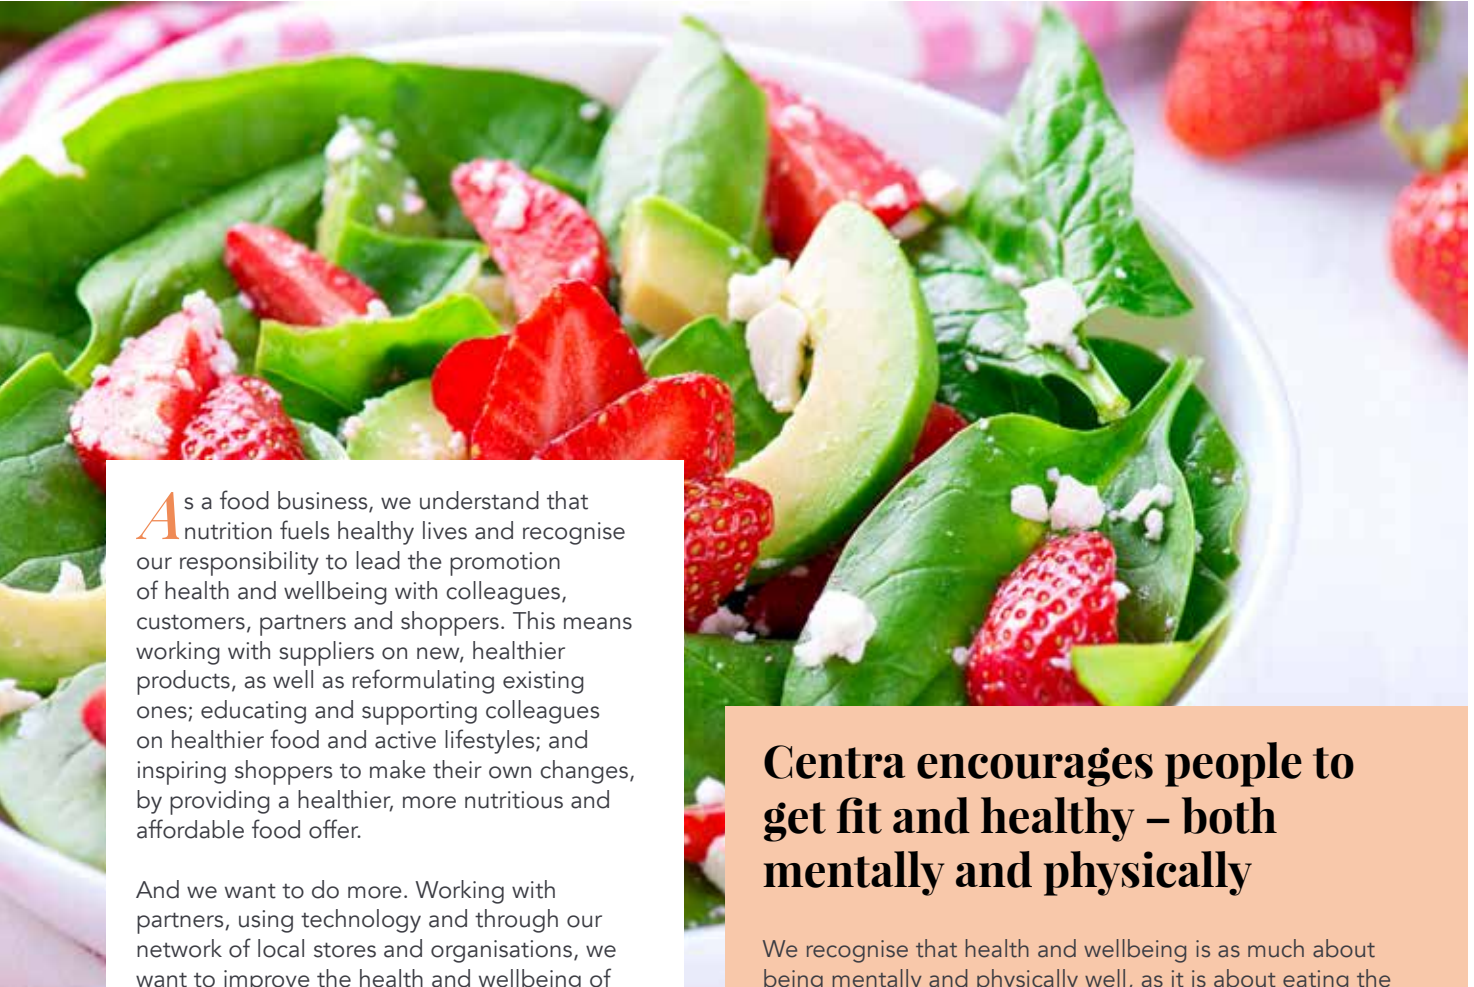 As a food business, we understand that
nutrition fuels healthy lives and recognise
our responsibility to lead the promotion
of health and wellbeing with colleagues,
customers, partners and shoppers. This means
working with suppliers on new, healthier
products, as well as reformulating existing
ones; educating and supporting colleagues
on healthier food and active lifestyles; and
inspiring shoppers to make their own changes,
by providing a healthier, more nutritious and
affordable food offer.
And we want to do more. Working with
partners, using technology and through our
network of local stores and organisations, we
want to improve the health and wellbeing of
Centra encourages people to
get fit and healthy – both
mentally and physically
We recognise that health and wellbeing is as much about
being mentally and physically well, as it is about eating the